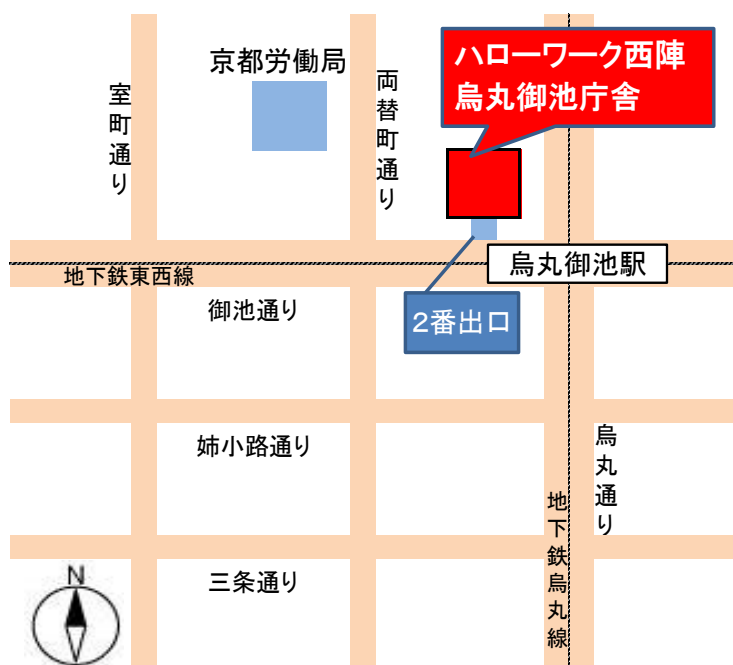 京都労働局
ハローワーク西陣
烏丸御池庁舎
室町通り
両替町通り
烏丸御池駅
地下鉄東西線
御池通り
2番出口
姉小路通り
烏丸通り
地下鉄烏丸線
三条通り
N